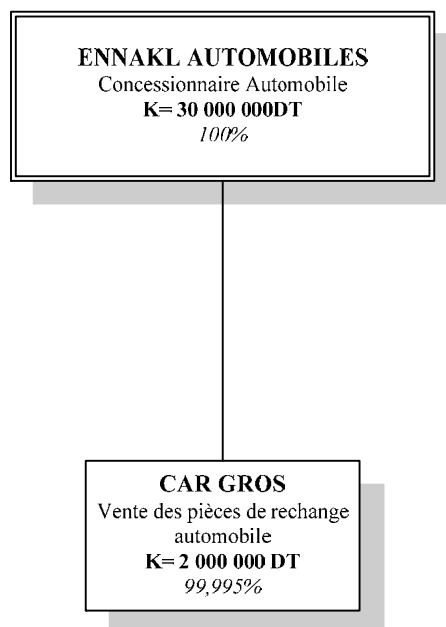 ENNAKL AUTOMOBILES
Concessionnaire Automobile
K= 30 000 000DT
100%
CAR GROS
Vente des pièces de rechange
automobile
K= 2 000 000 DT
99,995%